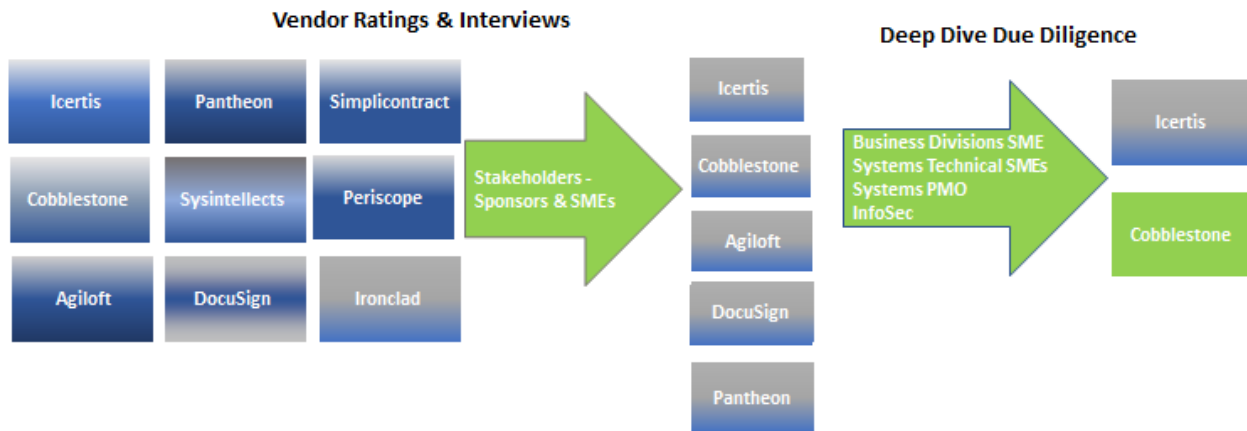 Vendor Ratings & Interviews
Deep Dive Due Diligence
Icertis
Pantheon
Simplicontract
Cobblestone
Sysintellects
Periscope
Agiloft
DocuSign
Ironclad
Stakeholders -
Sponsors & SMEs
Icertis
Cobblestone
Agiloft
DocuSign
Pantheon
Business Divisions SME
Systems Technical SMEs
Systems PMO
InfoSec
Icertis
Cobblestone